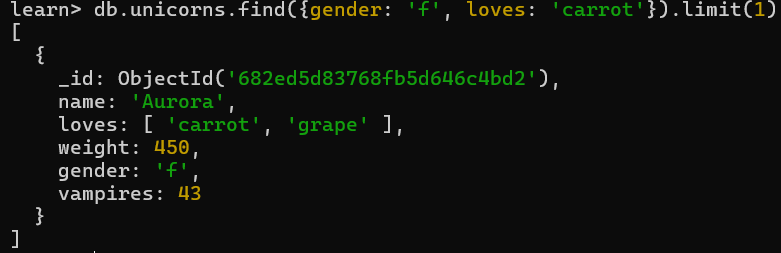 learn> db.unicorns.find({gender: 'f', loves: 'carrot'}).limit(1)
[
  {
    _id: ObjectId('682ed5d83768fb5d646c4bd2'),
    name: 'Aurora',
    loves: [ 'carrot', 'grape' ],
    weight: 450,
    gender: 'f',
    vampires: 43
  }
]